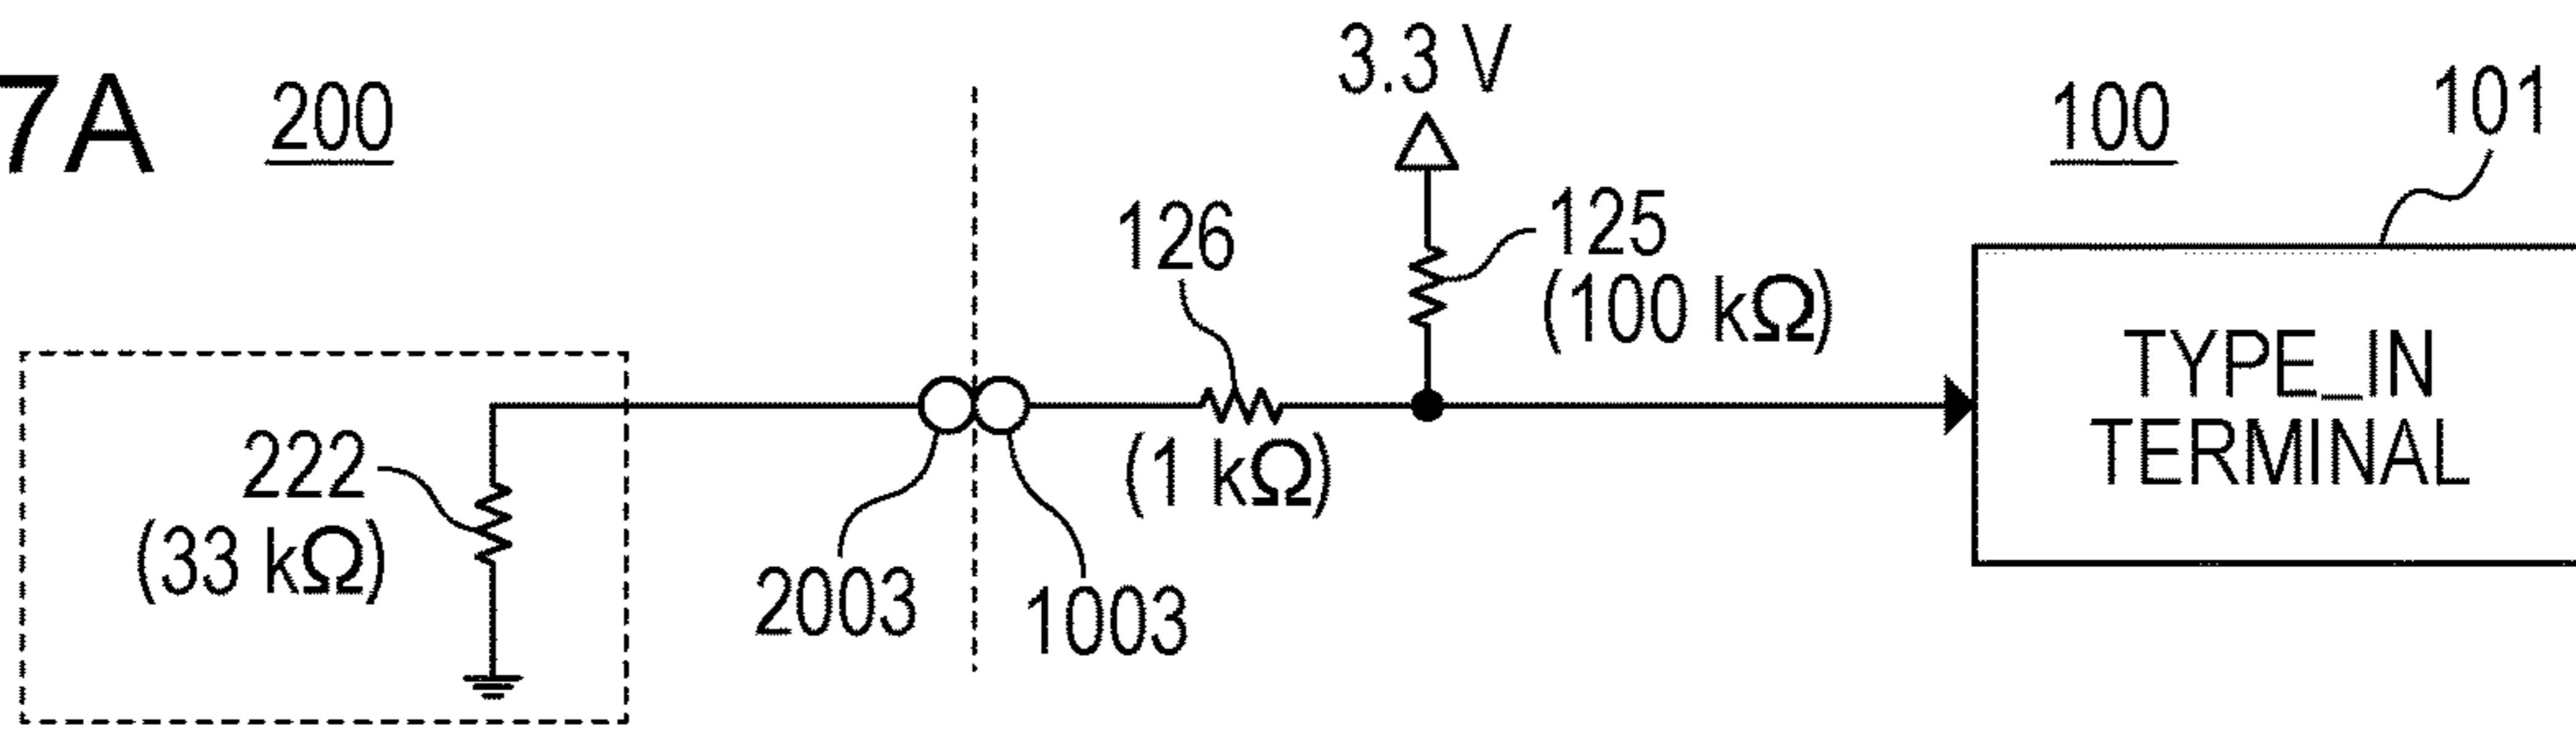 7A
200
3.3 V
100
101
126
125
(100 kΩ)
TYPE_IN
TERMINAL
222
(33 kΩ)
(1 kΩ)
2003
1003